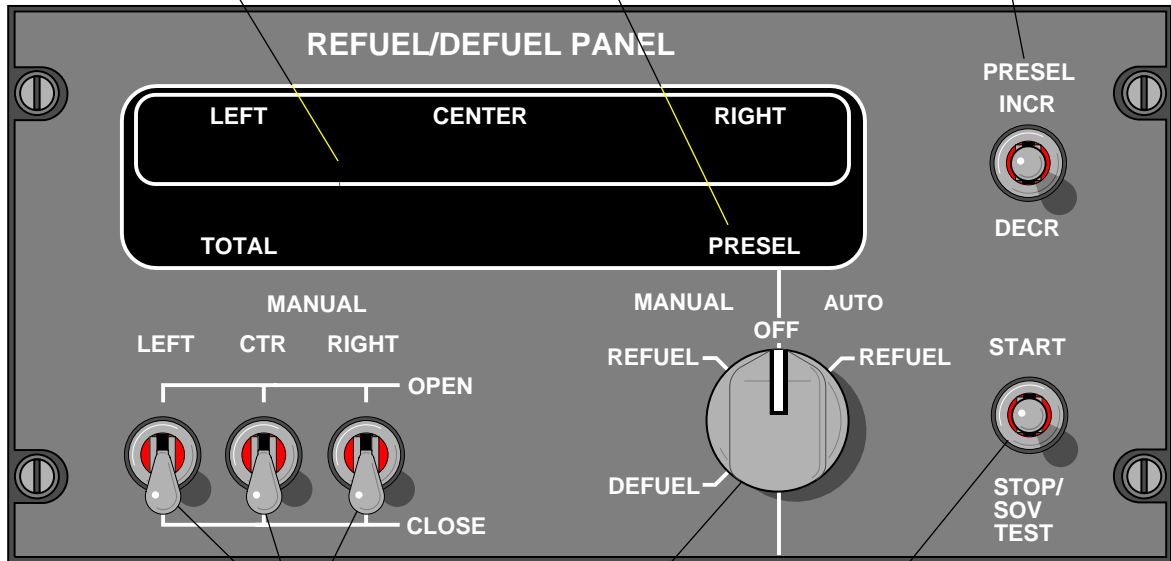 REFUEL/DEFUEL PANEL
PRESEL
INCR
DECR
LEFT CENTER RIGHT
TOTAL PRESEL
MANUAL
LEFT CTR RIGHT
OPEN
CLOSE
MANUAL AUTO
OFF
REFUEL REFUEL
DEFUEL
START
STOP/
SOV
TEST